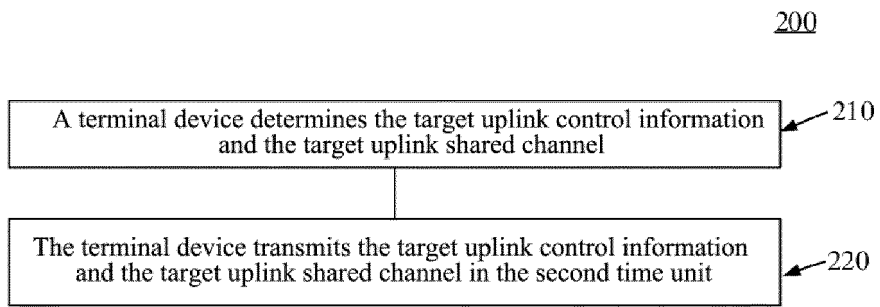 200
A terminal device determines the target uplink control information
and the target uplink shared channel
210
The terminal device transmits the target uplink control information
and the target uplink shared channel in the second time unit
220